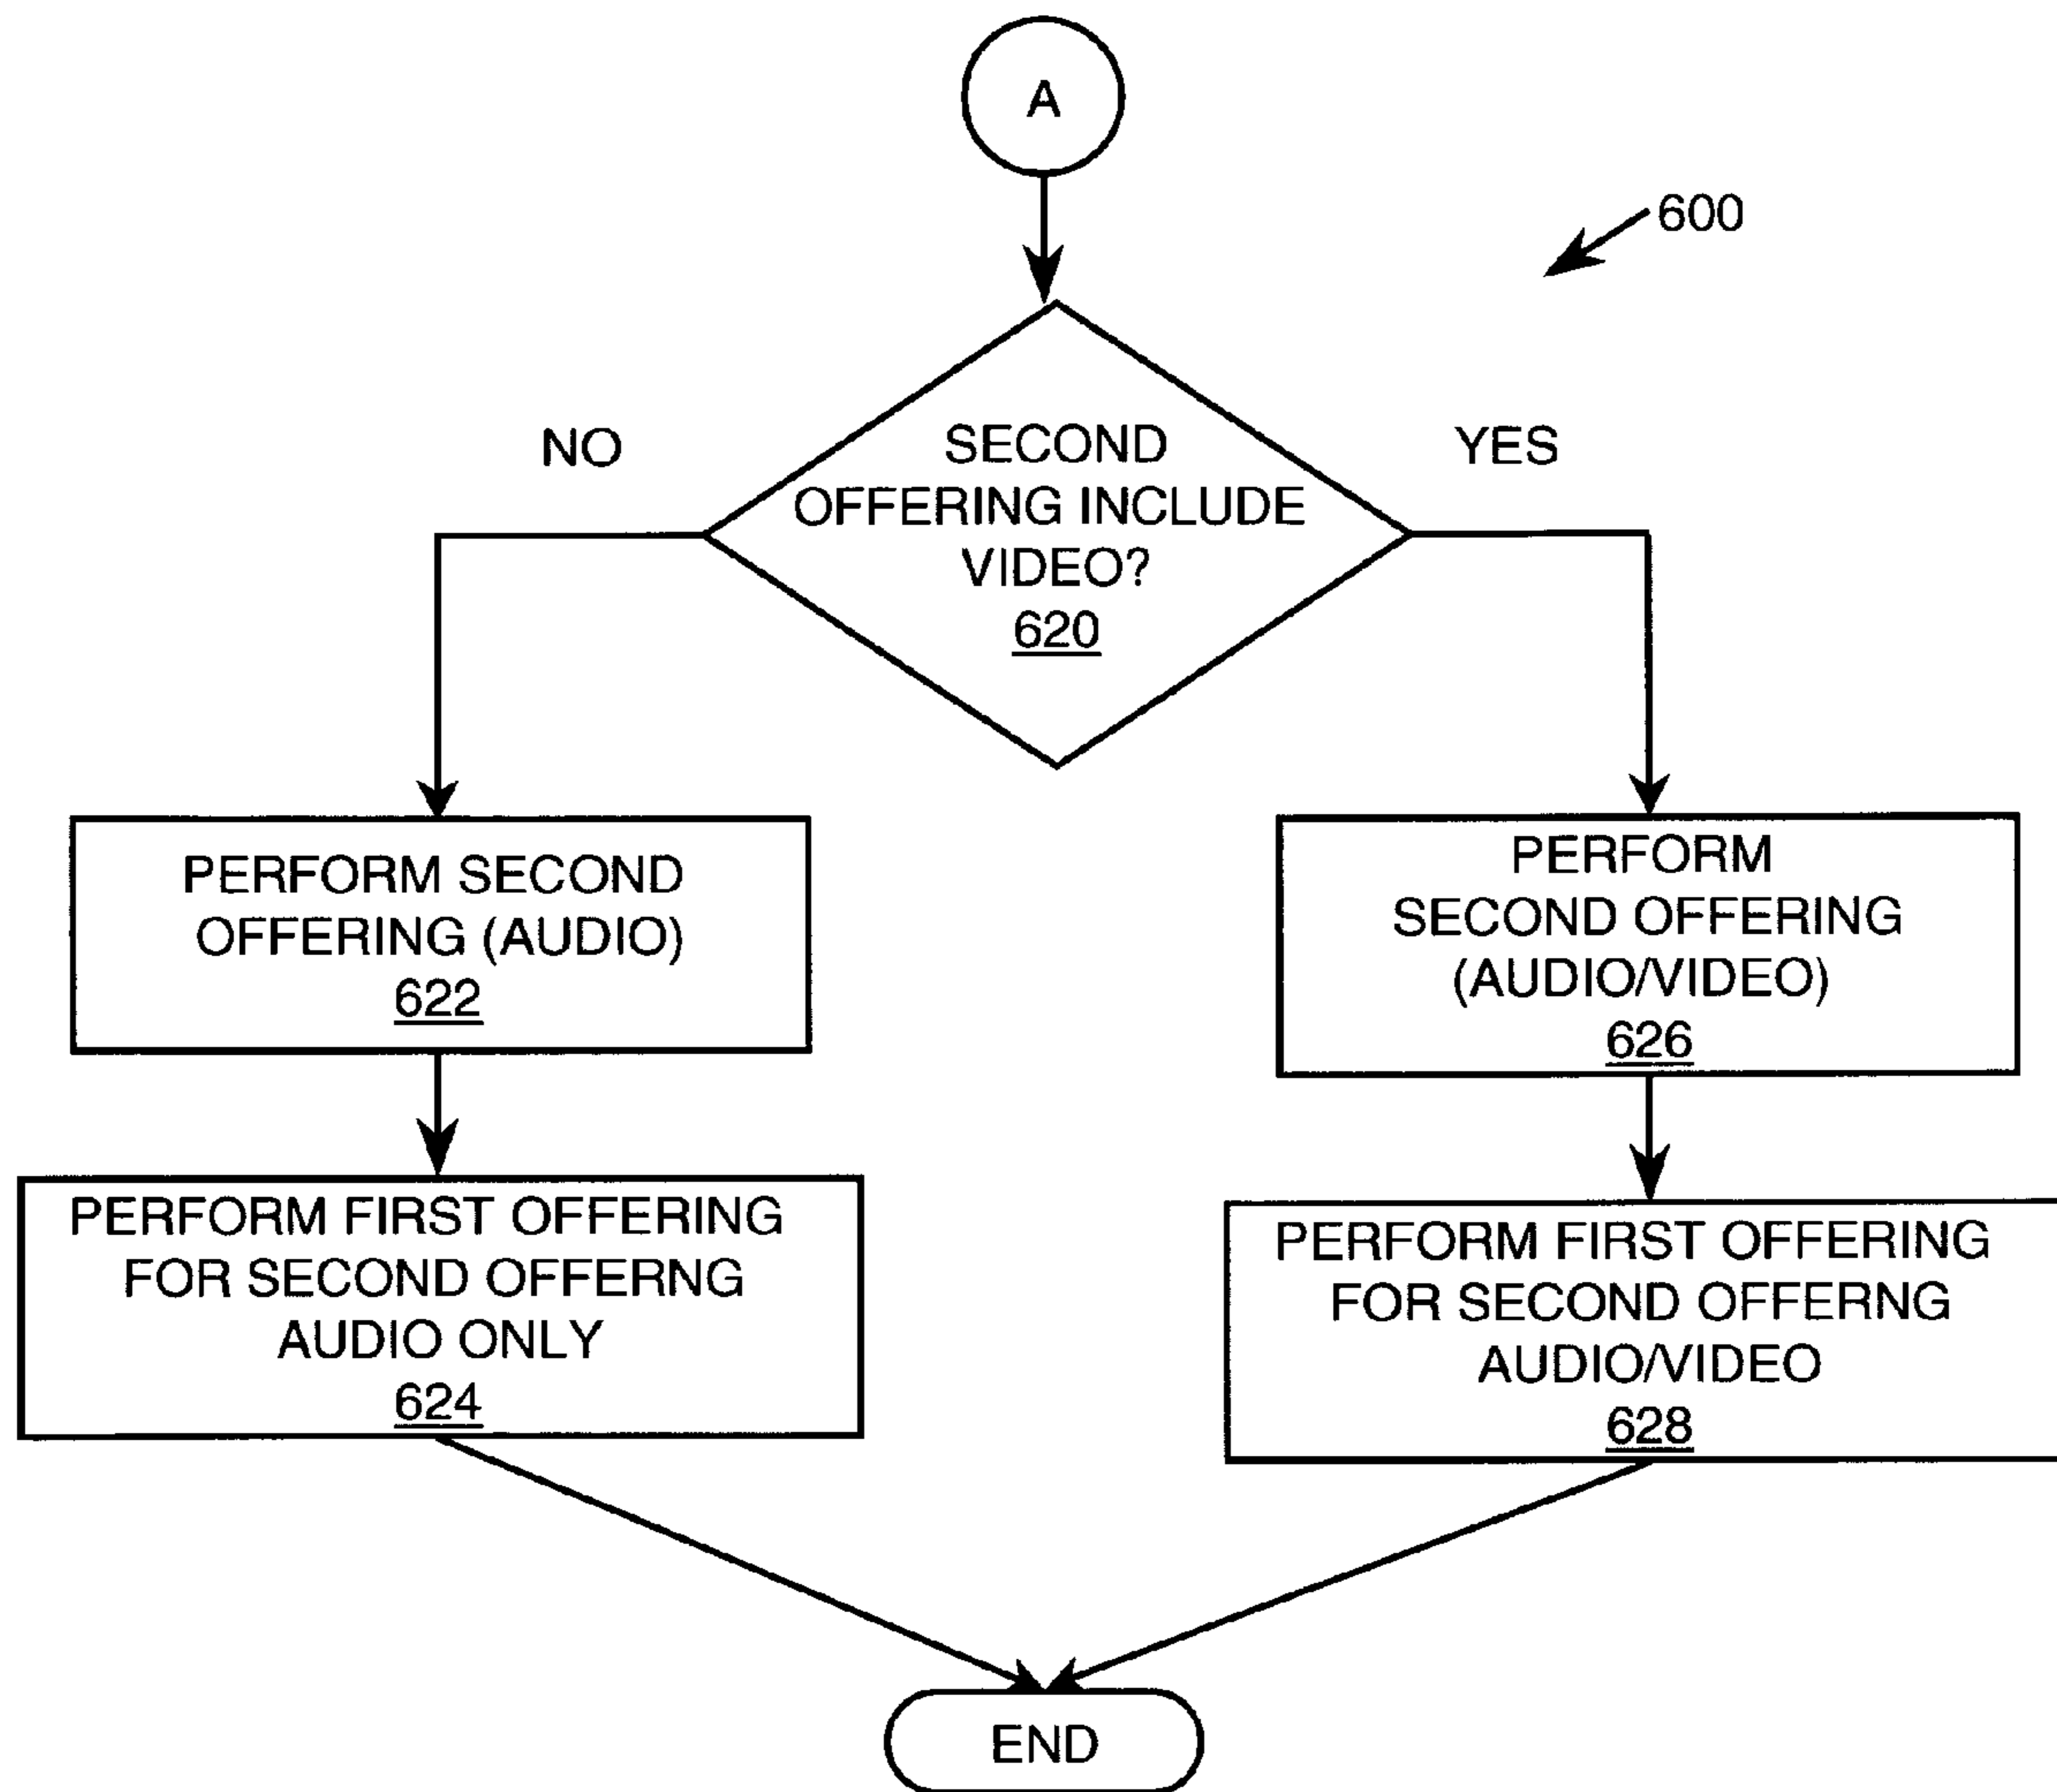 A
600
NO
YES
SECOND
OFFERING INCLUDE
VIDEO?
620
PERFORM SECOND
OFFERING (AUDIO)
622
PERFORM
SECOND OFFERING
(AUDIO/VIDEO)
626
PERFORM FIRST OFFERING
FOR SECOND OFFERNG
AUDIO ONLY
624
PERFORM FIRST OFFERING
FOR SECOND OFFERNG
AUDIO/VIDEO
628
END